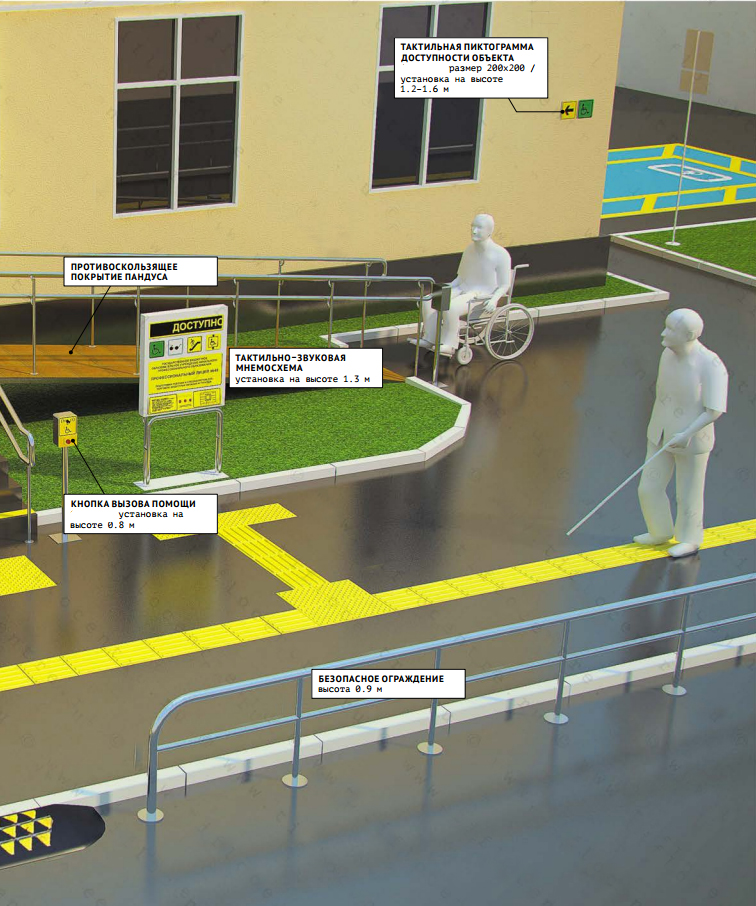 ТАКТИЛЬНАЯ ПИКТОГРАММА
ДОСТУПНОСТИ ОБЪЕКТА
размер 200x200 /
установка на высоте
1.2-1.6 м
ПРОТИВОСКОЛЬЗЯЩЕЕ
ПОКРЫТИЕ ПАНДУСА
ДОСТУПНО
ТАКТИЛЬНО-ЗВУКОВАЯ
МНЕМОСХЕМА
установка на высоте 1.3 м
КНОПКА ВЫЗОВА ПОМОЩИ
установка на
высоте 0.8 м
БЕЗОПАСНОЕ ОГРАЖДЕНИЕ
высота 0.9 м